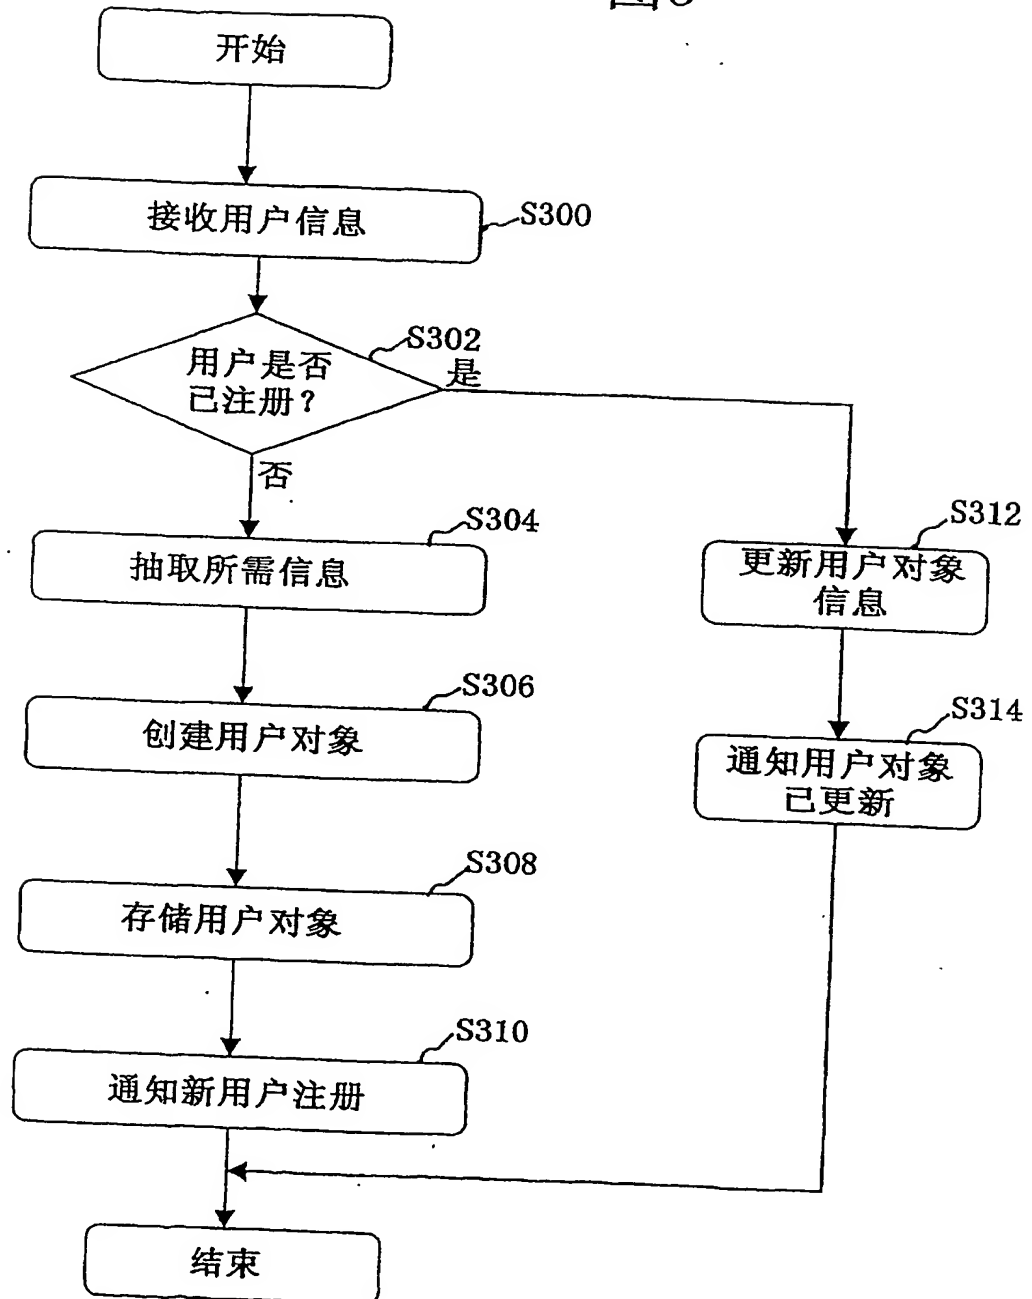 开始
接收用户信息
S300
S302
用户是否
已注册?
是
否
S304
抽取所需信息
S312
更新用户对象
信息
S306
创建用户对象
S314
通知用户对象
已更新
S308
存储用户对象
S310
通知新用户注册
结束